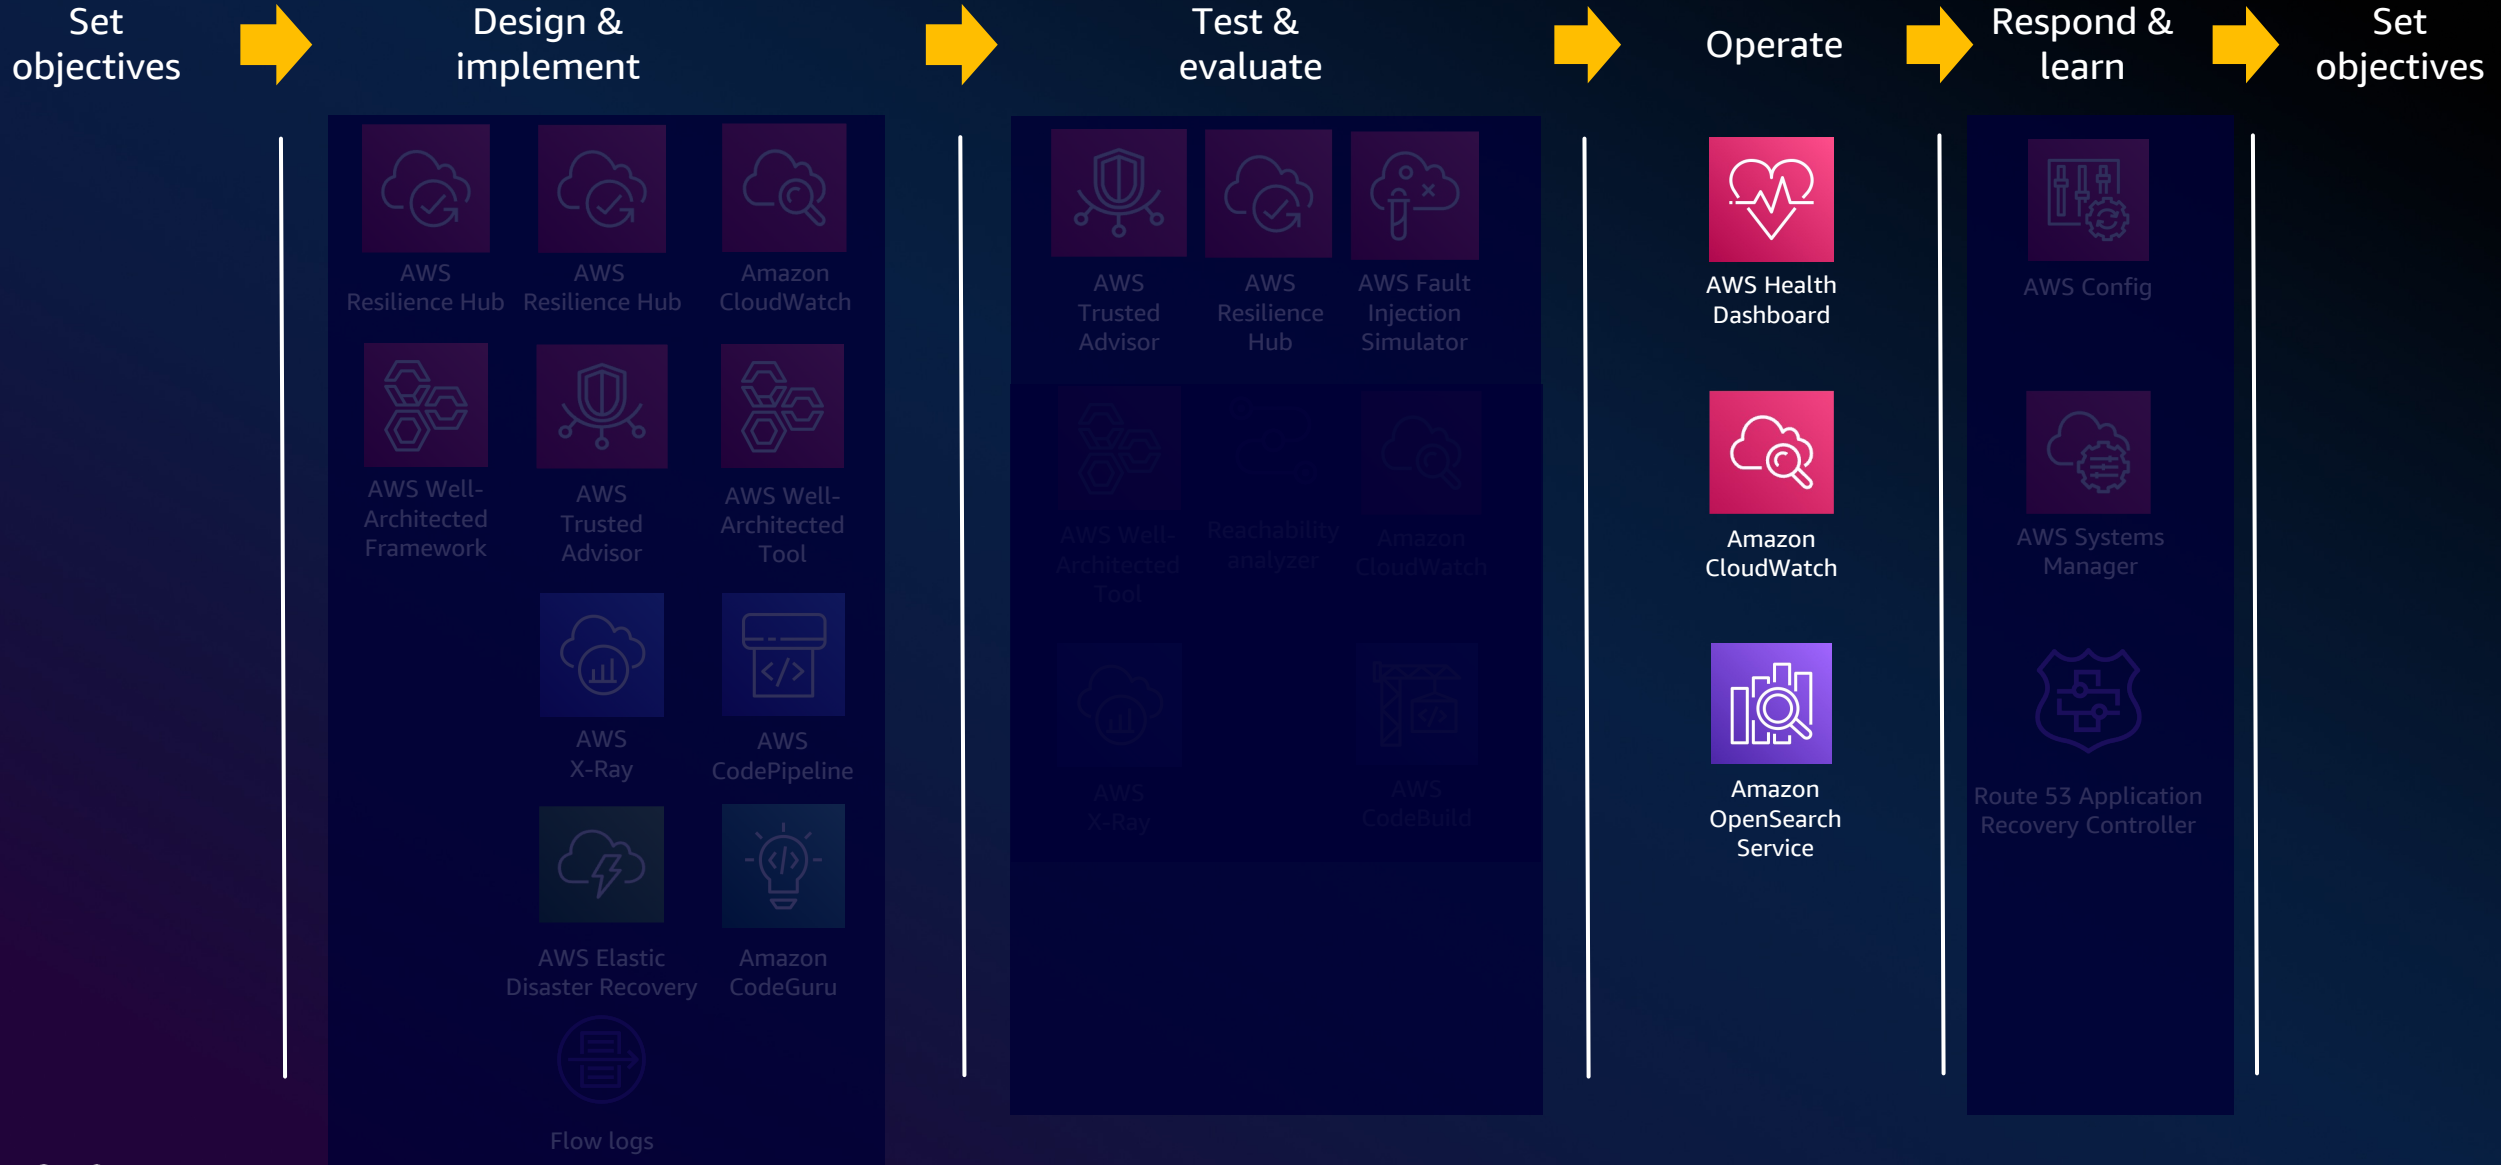 Set
objectives
Design &
implement
Test &
evaluate
Operate
Respond &
learn
Set
objectives
AWS
Resilience Hub
AWS
Resilience Hub
Amazon
CloudWatch
AWS Well-
Architected
Framework
AWS
Trusted
Advisor
AWS Well-
Architected
Tool
AWS
X-Ray
AWS
CodePipeline
AWS Elastic
Disaster Recovery
Amazon
CodeGuru
Flow logs
AWS
Trusted
Advisor
AWS
Resilience
Hub
AWS Fault
Injection
Simulator
AWS Well-
Architected
Tool
Reachability
analyzer
Amazon
CloudWatch
AWS
X-Ray
AWS
CodeBuild
AWS Health
Dashboard
Amazon
CloudWatch
Amazon
OpenSearch
Service
AWS Config
AWS Systems
Manager
Route 53 Application
Recovery Controller